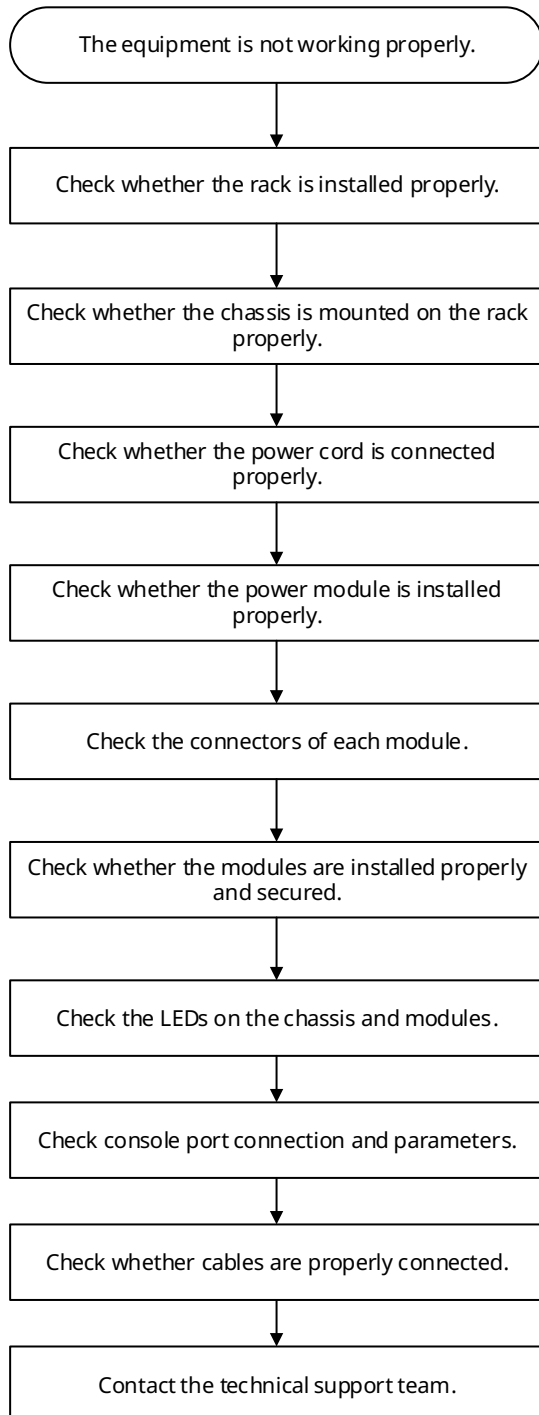 The equipment is not working properly.
Check whether the rack is installed properly.
Check whether the chassis is mounted on the rack
properly.
Check whether the power cord is connected
properly.
Check whether the power module is installed
properly.
Check the connectors of each module.
Check whether the modules are installed properly
and secured.
Check the LEDs on the chassis and modules.
Check console port connection and parameters.
Check whether cables are properly connected.
Contact the technical support team.